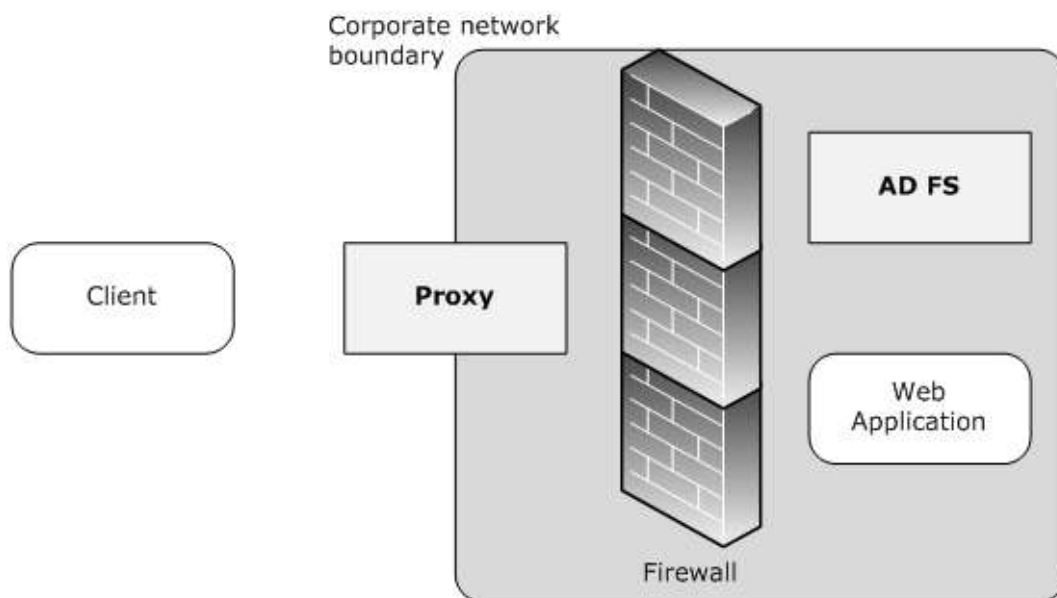 Corporate network
boundary
AD FS
Client
Proxy
Web
Application
Firewall